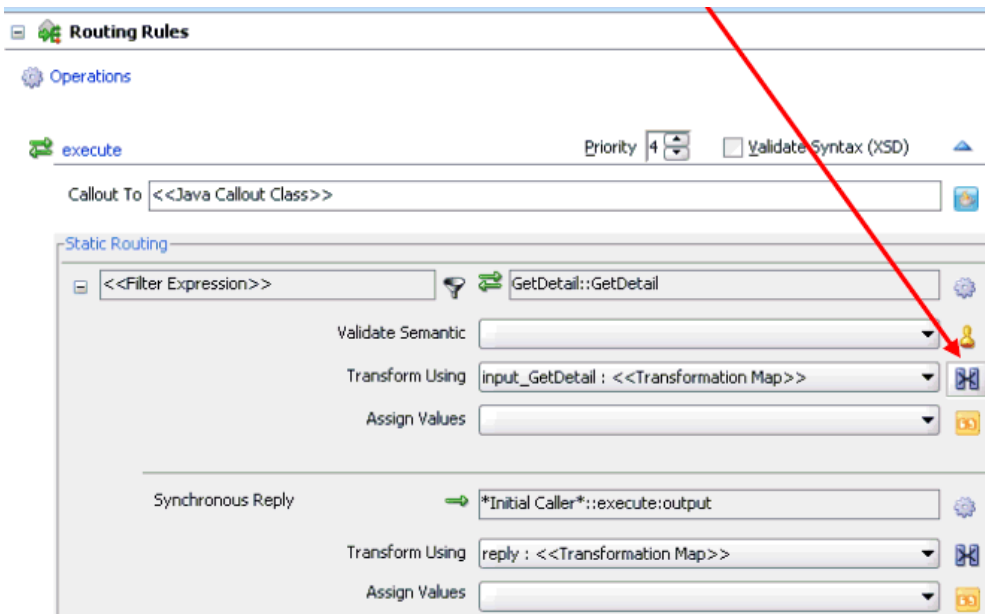 Routing Rules
Operations
execute Priority 4 Validate Syntax (XSD)
Callout To <<Java Callout Class>>
Static Routing
<<Filter Expression>> GetDetail::GetDetail
Validate Semantic
Transform Using input_GetDetail : <<Transformation Map>>
Assign Values
Synchronous Reply *Initial Caller*::execute:output
Transform Using reply : <<Transformation Map>>
Assign Values